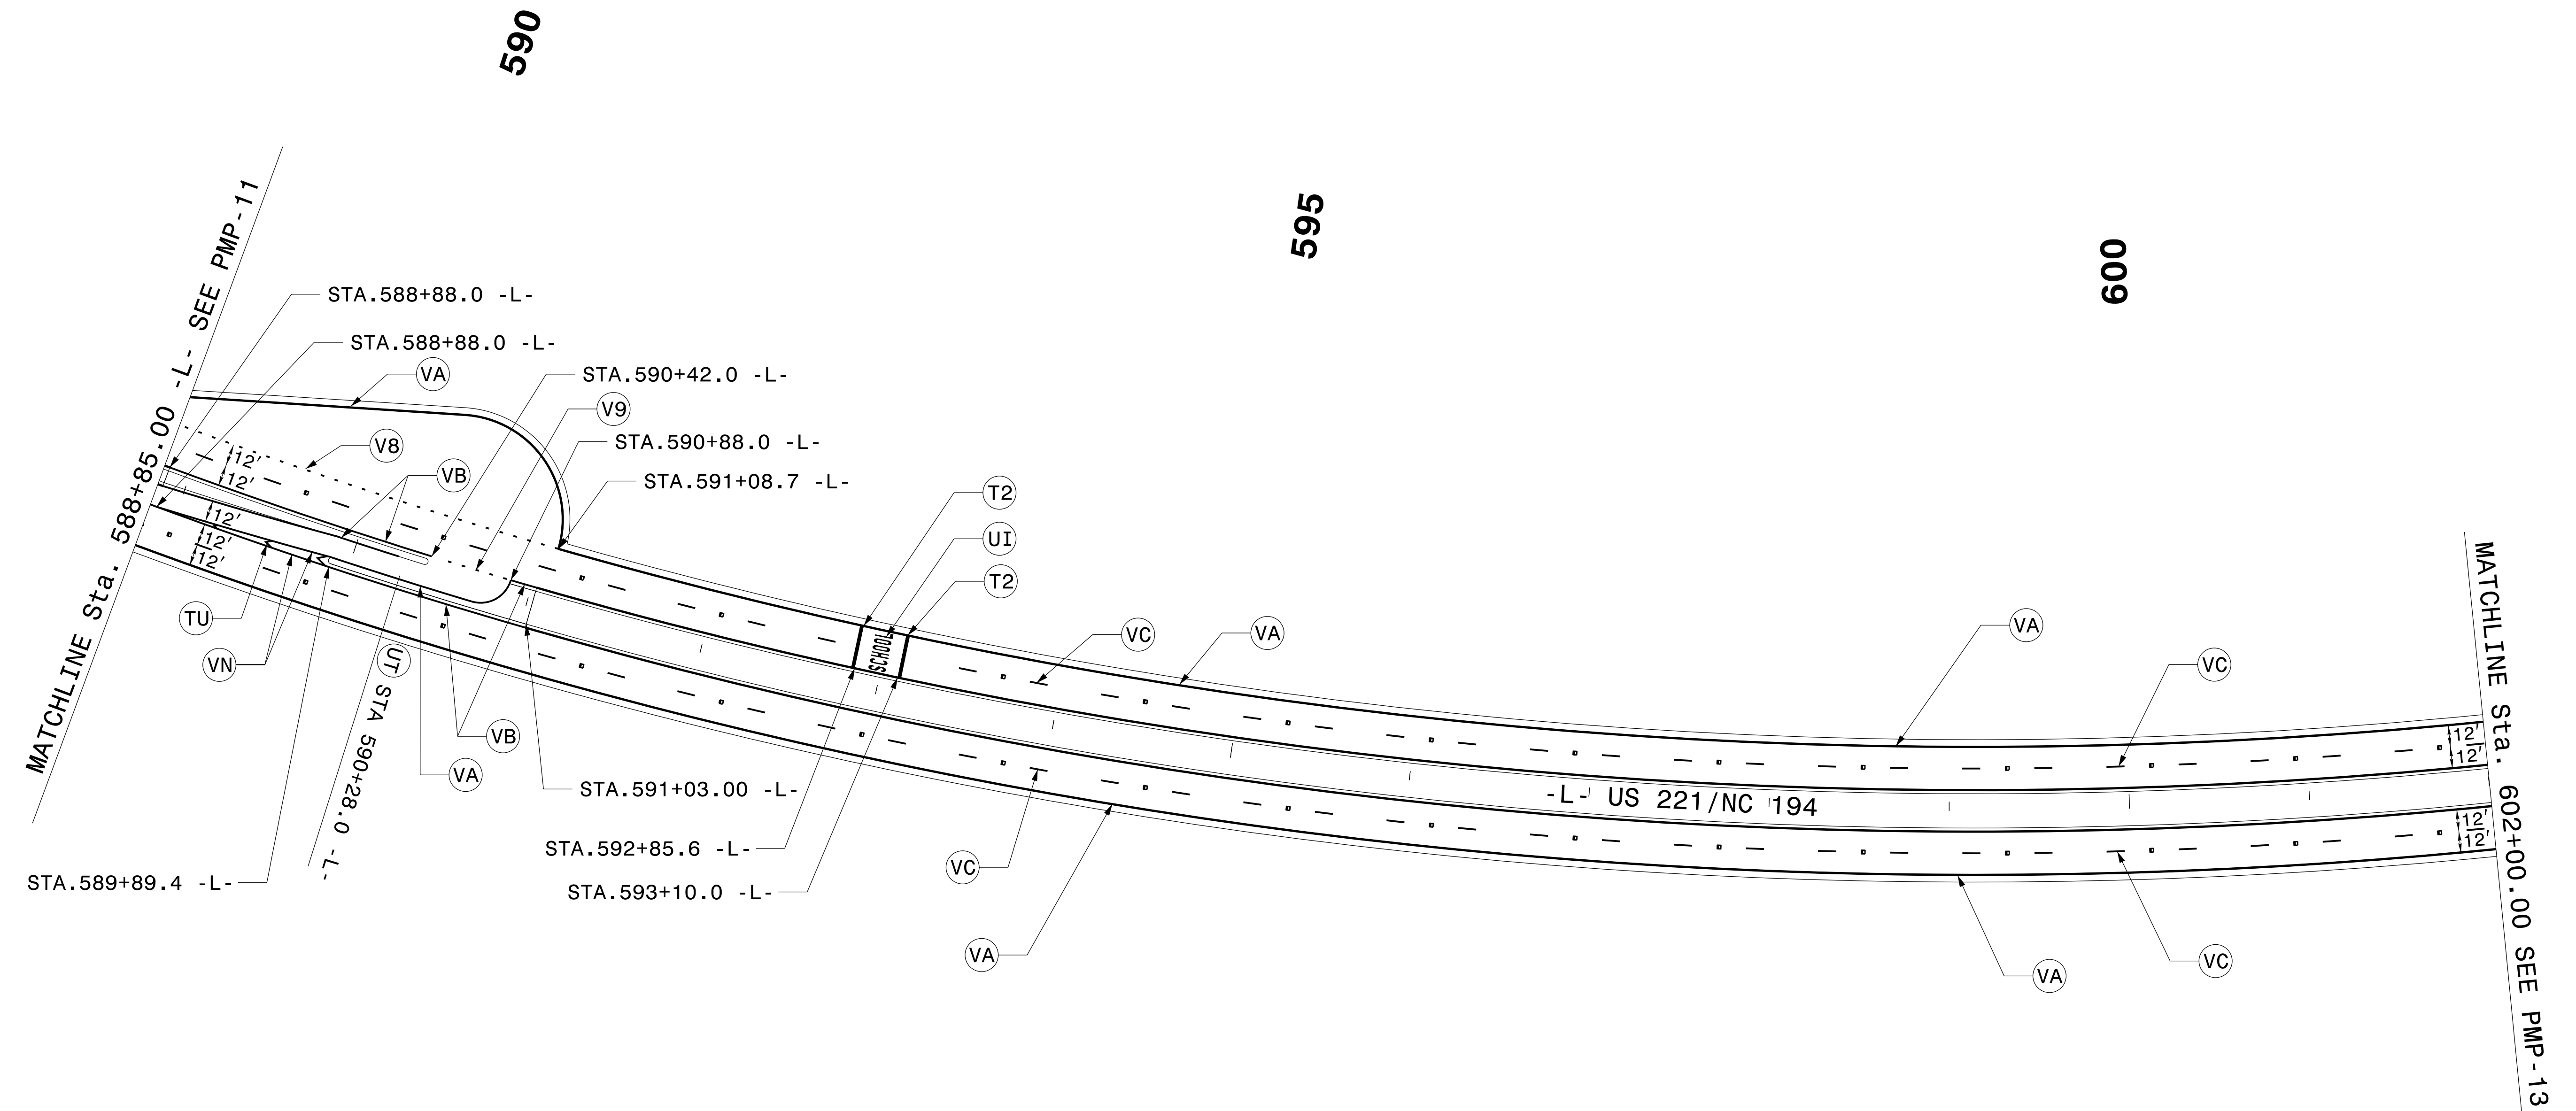 590
595
600
MATCHLINE Sta. 588+85.00 -L- SEE PMP-11
STA.588+88.0 -L-
STA.588+88.0 -L-
VA
STA.590+42.0 -L-
V9
V8
STA.590+88.0 -L-
VB
STA.591+08.7 -L-
12'
12'
12'
12'
12'
T2
UI
T2
SCHOOL
TU
VN
UT STA 590+28.0 -L-
VB
VA
STA.591+03.00 -L-
STA.592+85.6 -L-
STA.589+89.4 -L-
STA.593+10.0 -L-
VC
VA
VA
VC
-L- US 221/NC 194
VC
VA
VA
VC
12'
12'
12'
12'
MATCHLINE Sta. 602+00.00 SEE PMP-13